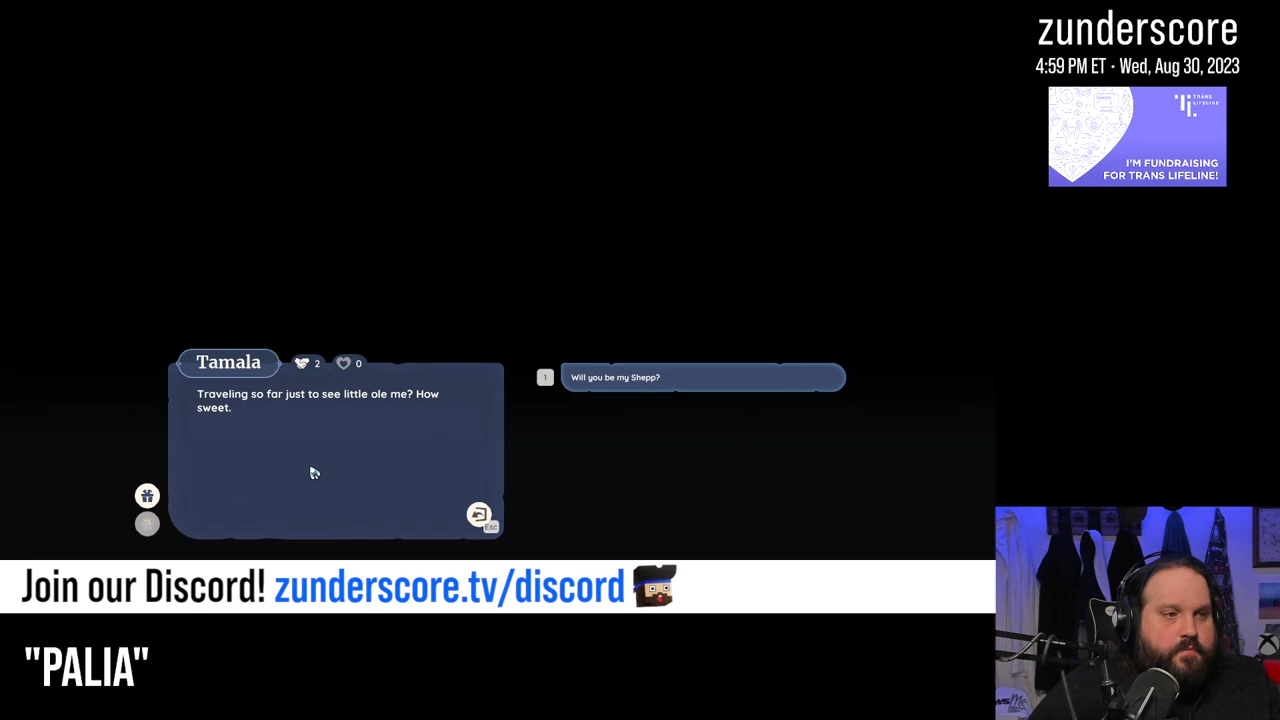 zunderscore
4:59 PM ET · Wed, Aug 30, 2023
TRANS
LIFELINE
I'M FUNDRAISING
FOR TRANS LIFELINE!
Tamala
2
0
Traveling so far just to see little ole me? How
sweet.
1
Will you be my Shepp?
Esc
Join our Discord! zunderscore.tv/discord
"PALIA"